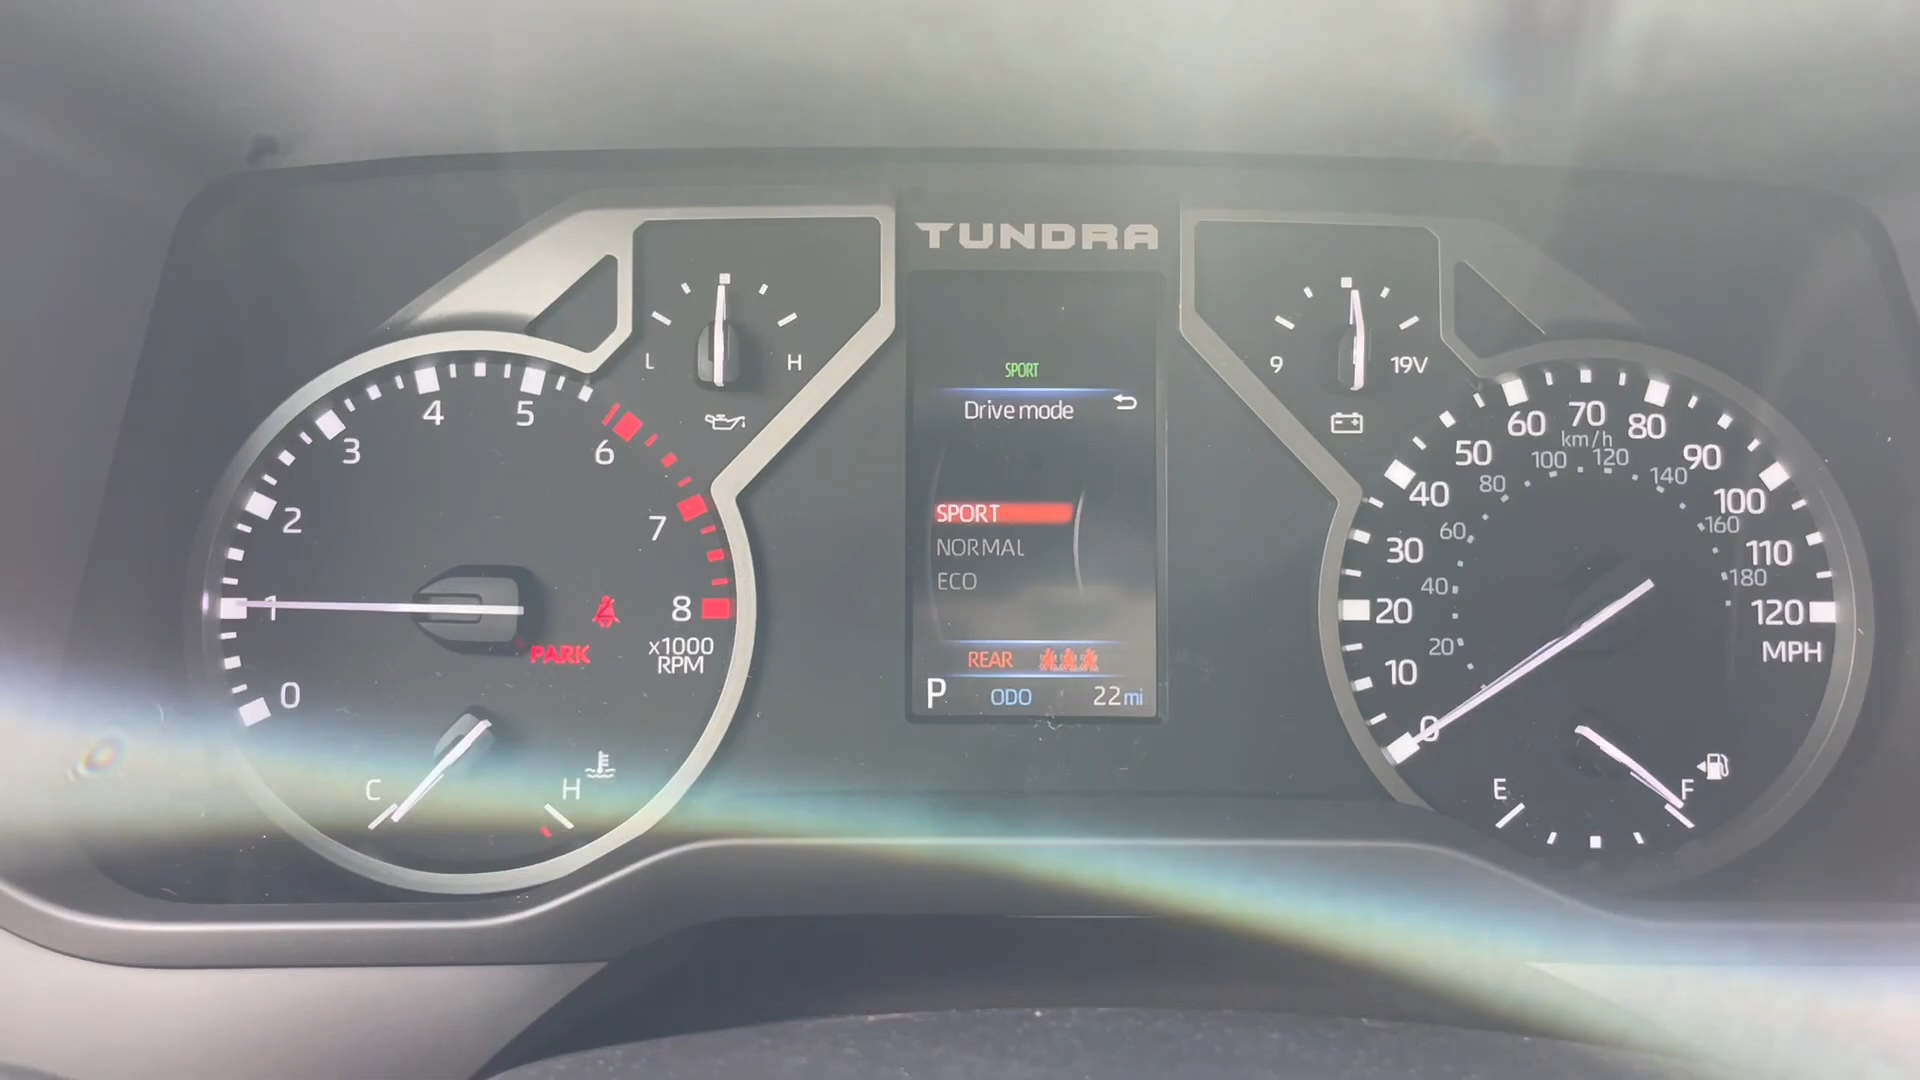 TUNDRA
L
H
9
19V
SPORT
Drive mode
SPORT
NORMAL
ECO
REAR
P ODO 22 mi
0
1
2
3
4
5
6
7
8
x1000
RPM
PARK
C
H
0
10
20
30
40
50
60
70
80
90
100
110
120
MPH
km/h
20
40
60
80
100
120
140
160
180
E
F